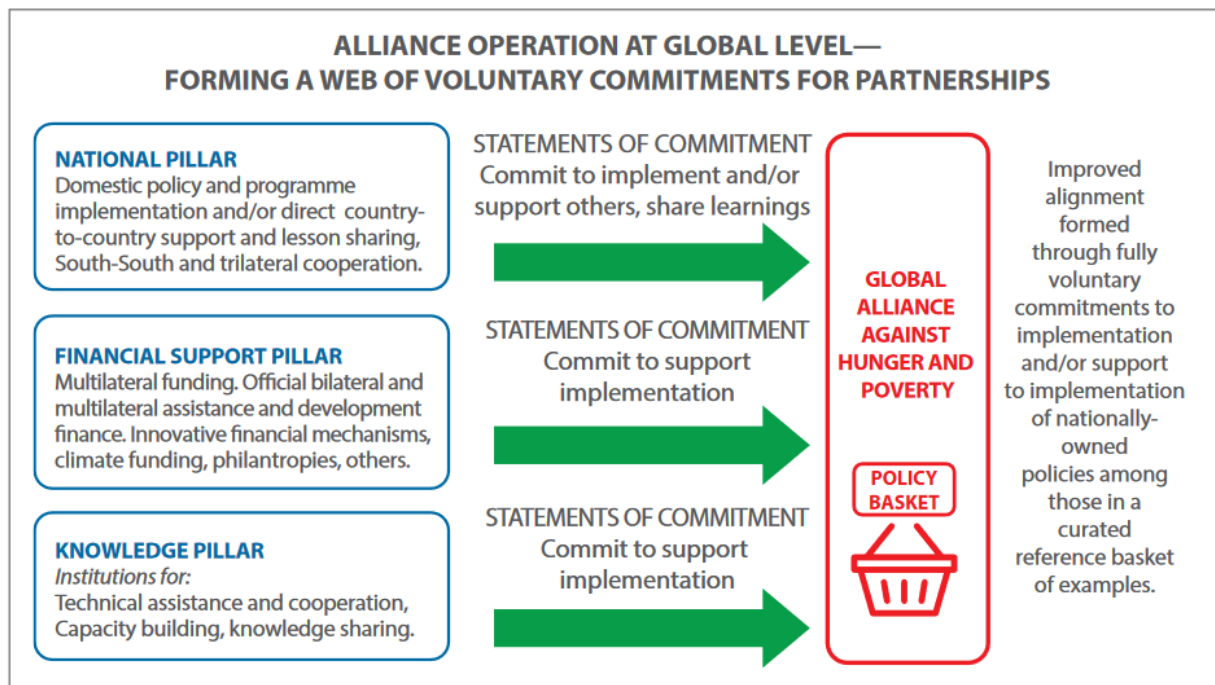 ALLIANCE OPERATION AT GLOBAL LEVEL—
FORMING A WEB OF VOLUNTARY COMMITMENTS FOR PARTNERSHIPS
NATIONAL PILLAR
Domestic policy and programme
implementation and/or direct country-
to-country support and lesson sharing,
South-South and trilateral cooperation.
STATEMENTS OF COMMITMENT
Commit to implement and/or
support others, share learnings
FINANCIAL SUPPORT PILLAR
Multilateral funding. Official bilateral and
multilateral assistance and development
finance. Innovative financial mechanisms,
climate funding, philantropies, others.
STATEMENTS OF COMMITMENT
Commit to support
implementation
KNOWLEDGE PILLAR
Institutions for:
Technical assistance and cooperation,
Capacity building, knowledge sharing.
STATEMENTS OF COMMITMENT
Commit to support
implementation
GLOBAL
ALLIANCE
AGAINST
HUNGER AND
POVERTY
POLICY
BASKET
Improved
alignment
formed
through fully
voluntary
commitments to
implementation
and/or support
to implementation
of nationally-
owned
policies among
those in a
curated
reference basket
of examples.